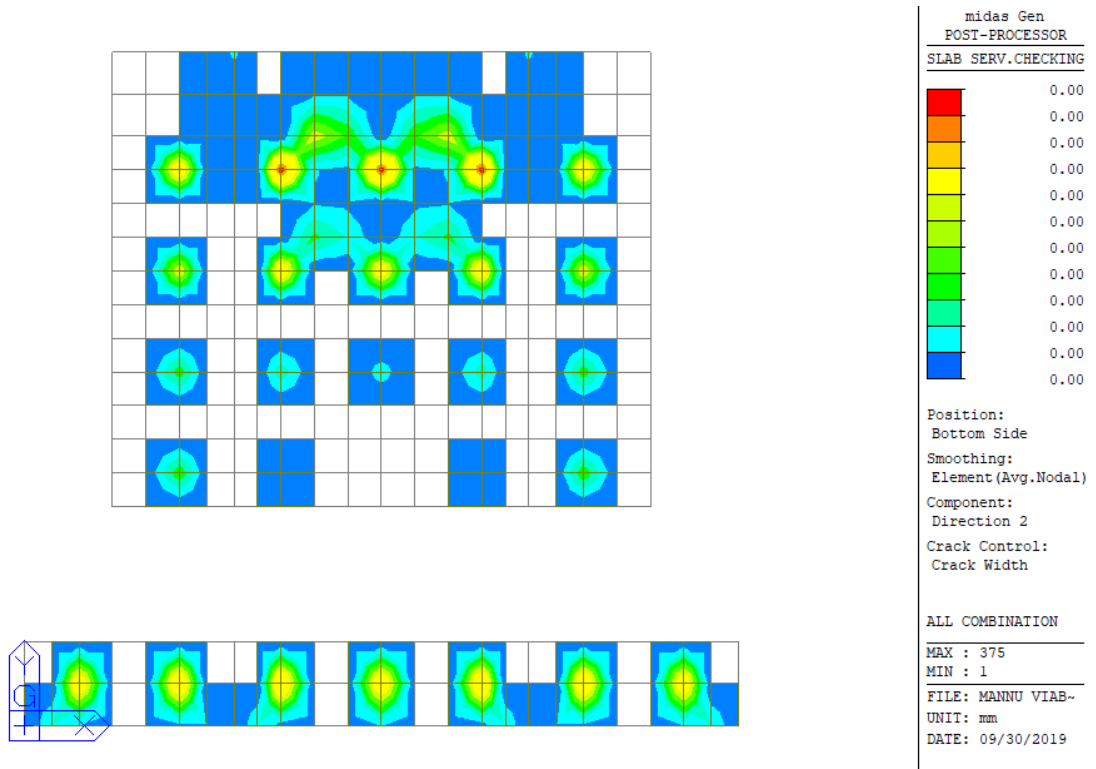 midas Gen
POST-PROCESSOR
SLAB SERV.CHECKING
0.00
0.00
0.00
0.00
0.00
0.00
0.00
0.00
0.00
0.00
0.00
0.00
Position:
Bottom Side
Smoothing:
Element(Avg.Nodal)
Component:
Direction 2
Crack Control:
Crack Width
ALL COMBINATION
MAX : 375
MIN : 1
FILE: MANNU VIAB~
UNIT: mm
DATE: 09/30/2019
Y
G
X